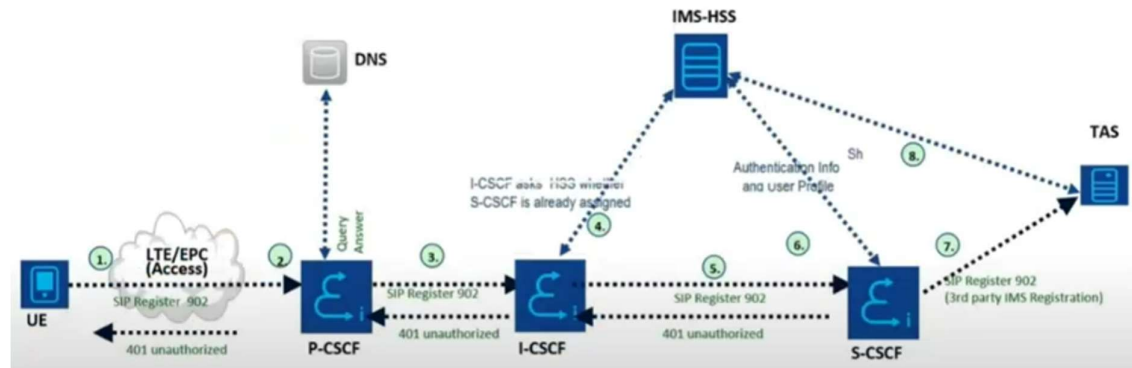 IMS-HSS
DNS
TAS
Sh
8.
Authentication Info
and User Profile
I-CSCF asks HSS whether
S-CSCF is already assigned
4.
Query
Answer
1.
LTE/EPC
(Access)
2.
3.
5.
6.
7.
SIP Register 902
SIP Register 902
SIP Register 902
SIP Register 902
(3rd party IMS Registration)
UE
401 unauthorized
401 unauthorized
401 unauthorized
P-CSCF
I-CSCF
S-CSCF
i
i
i